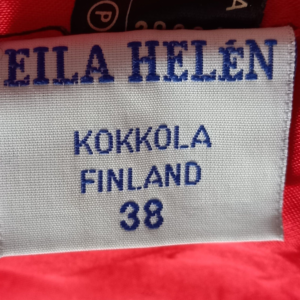 A
P
EILA HELÉN
KOKKOLA
FINLAND
38